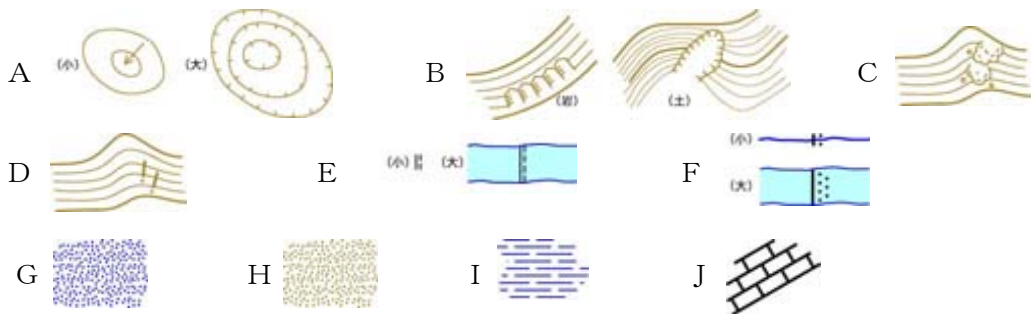 A (小) (大) B (岩) (土) C
D E (小) (大) F (小) (大)
G H I J